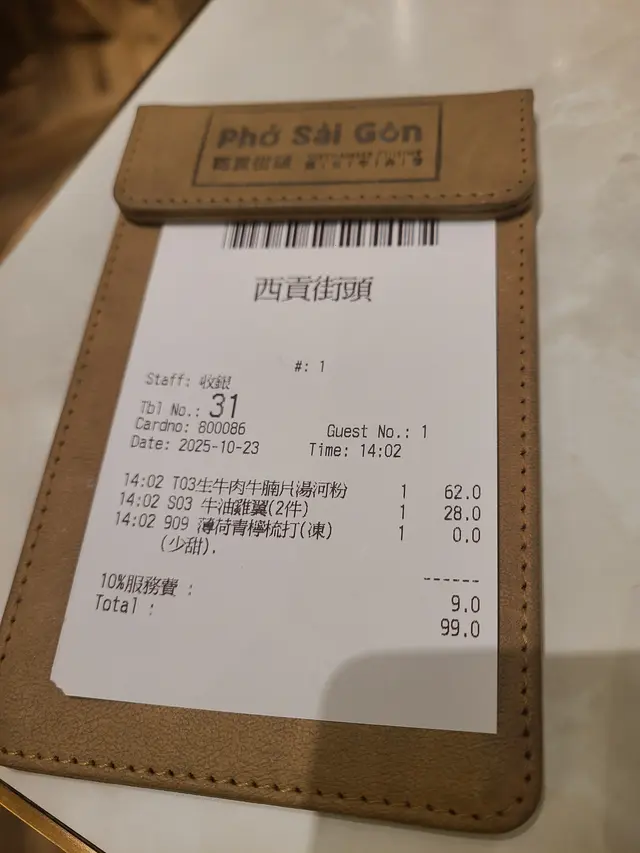 Phở Sài Gòn
西貢街頭
西貢街頭
#: 1
Staff: 收銀
Tbl No.: 31
Cardno: 800086 Guest No.: 1
Date: 2025-10-23 Time: 14:02
14:02 T03生牛肉牛腩片湯河粉 1 62.0
14:02 S03 牛油雞翼(2件) 1 28.0
14:02 909 薄荷青檸梳打(凍) 1 0.0
(少甜).
------
10%服務費 : 9.0
Total : 99.0